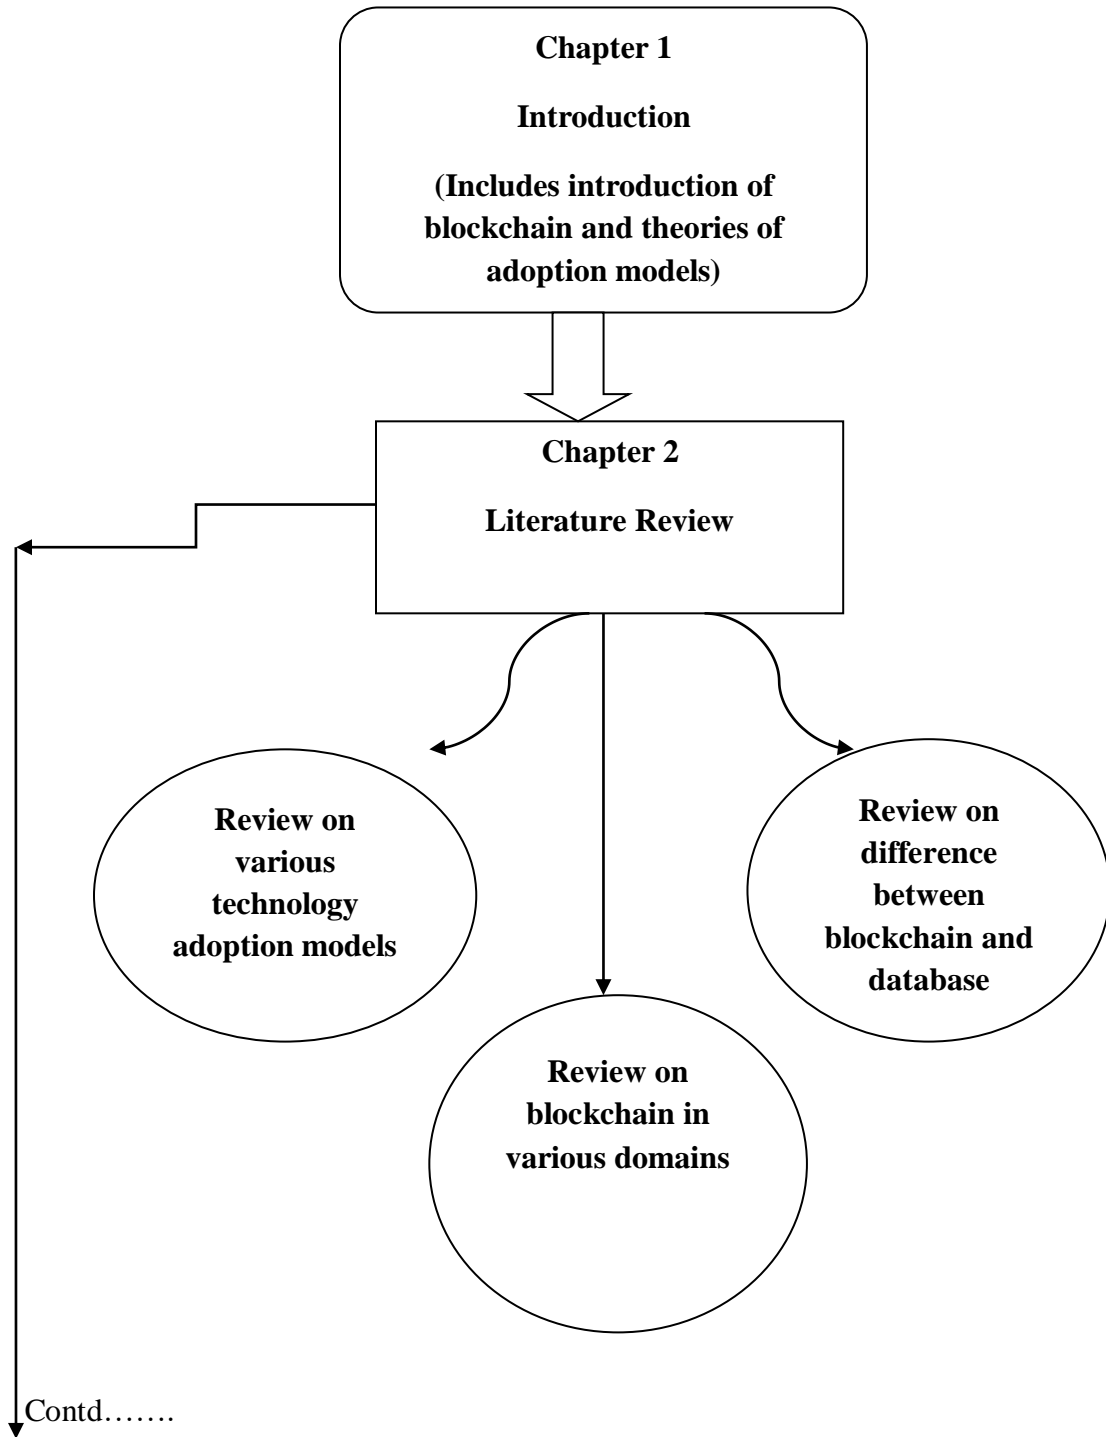 Chapter 1
Introduction
(Includes introduction of
blockchain and theories of
adoption models)
Chapter 2
Literature Review
Review on
various
technology
adoption models
Review on
difference
between
blockchain and
database
Review on
blockchain in
various domains
Contd.......